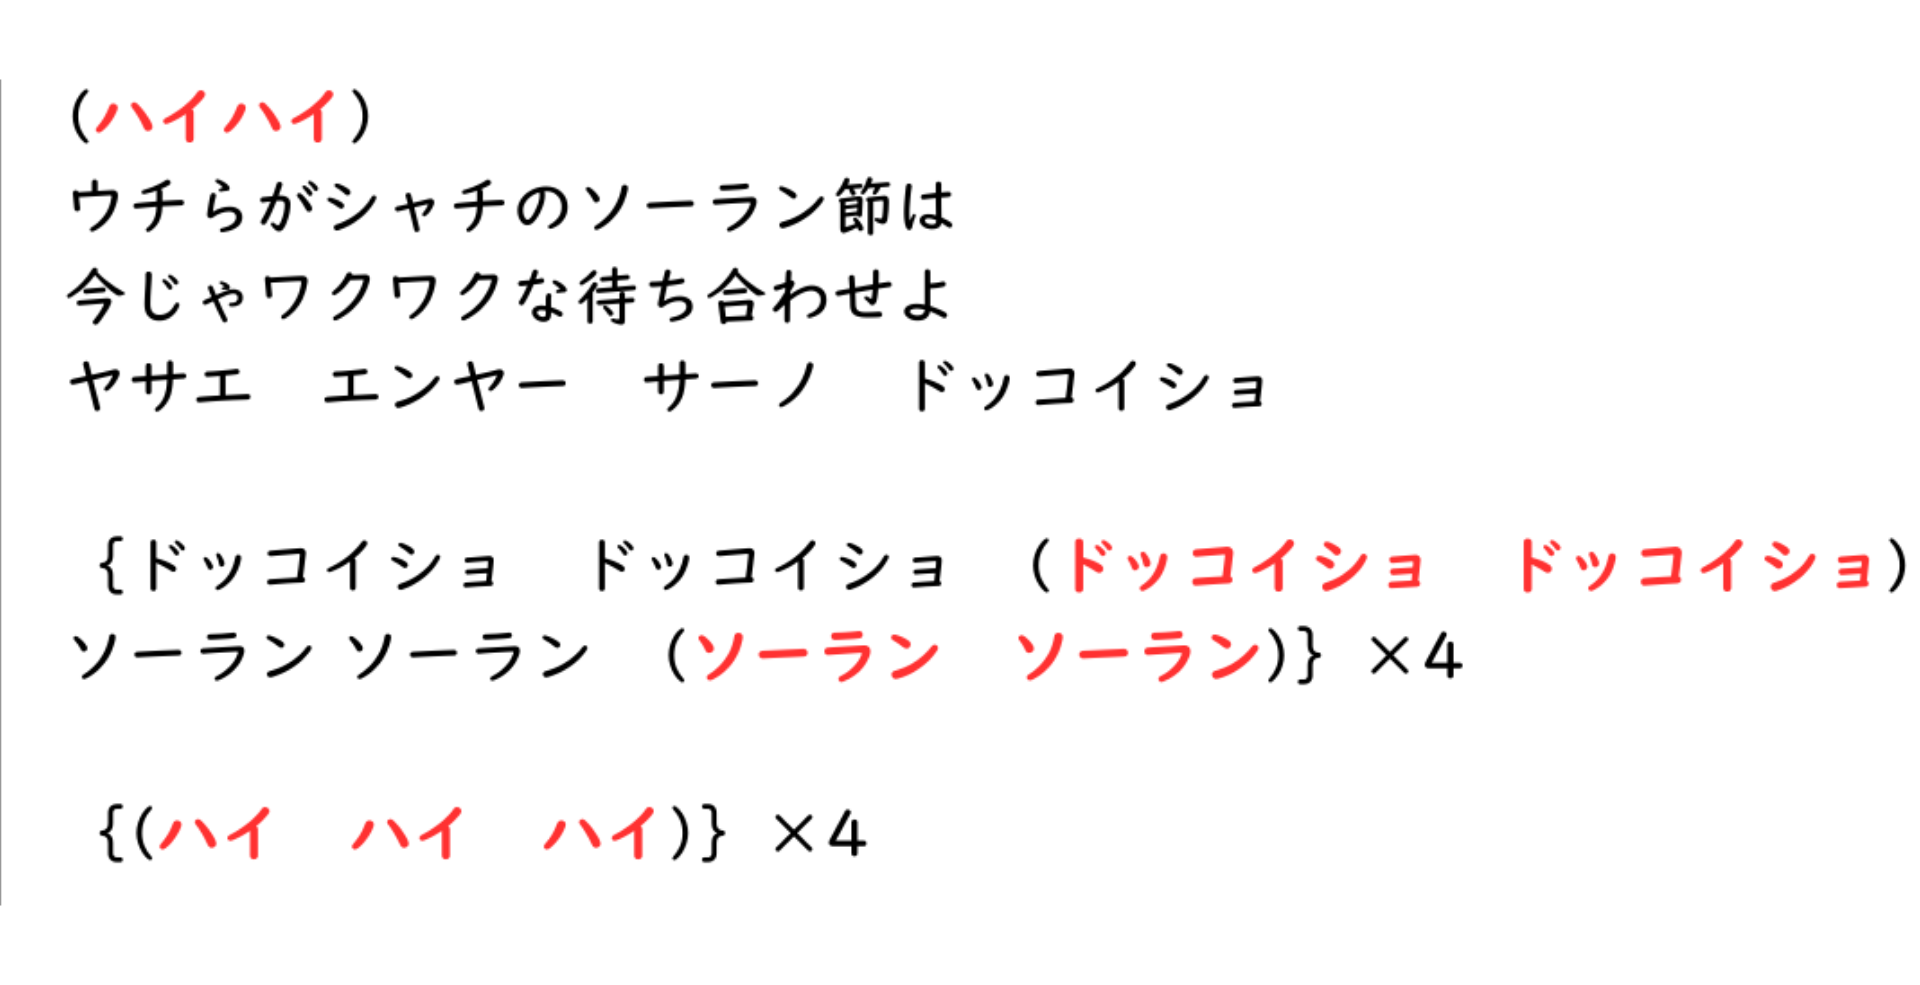 (ハイハイ)
ウチらがシャチのソーラン節は
今じゃワクワクな待ち合わせよ
ヤサエ　エンヤー　サーノ　ドッコイショ
{ドッコイショ　ドッコイショ　(ドッコイショ　ドッコイショ)
ソーラン ソーラン　(ソーラン　ソーラン)} ×4
{(ハイ　ハイ　ハイ)} ×4